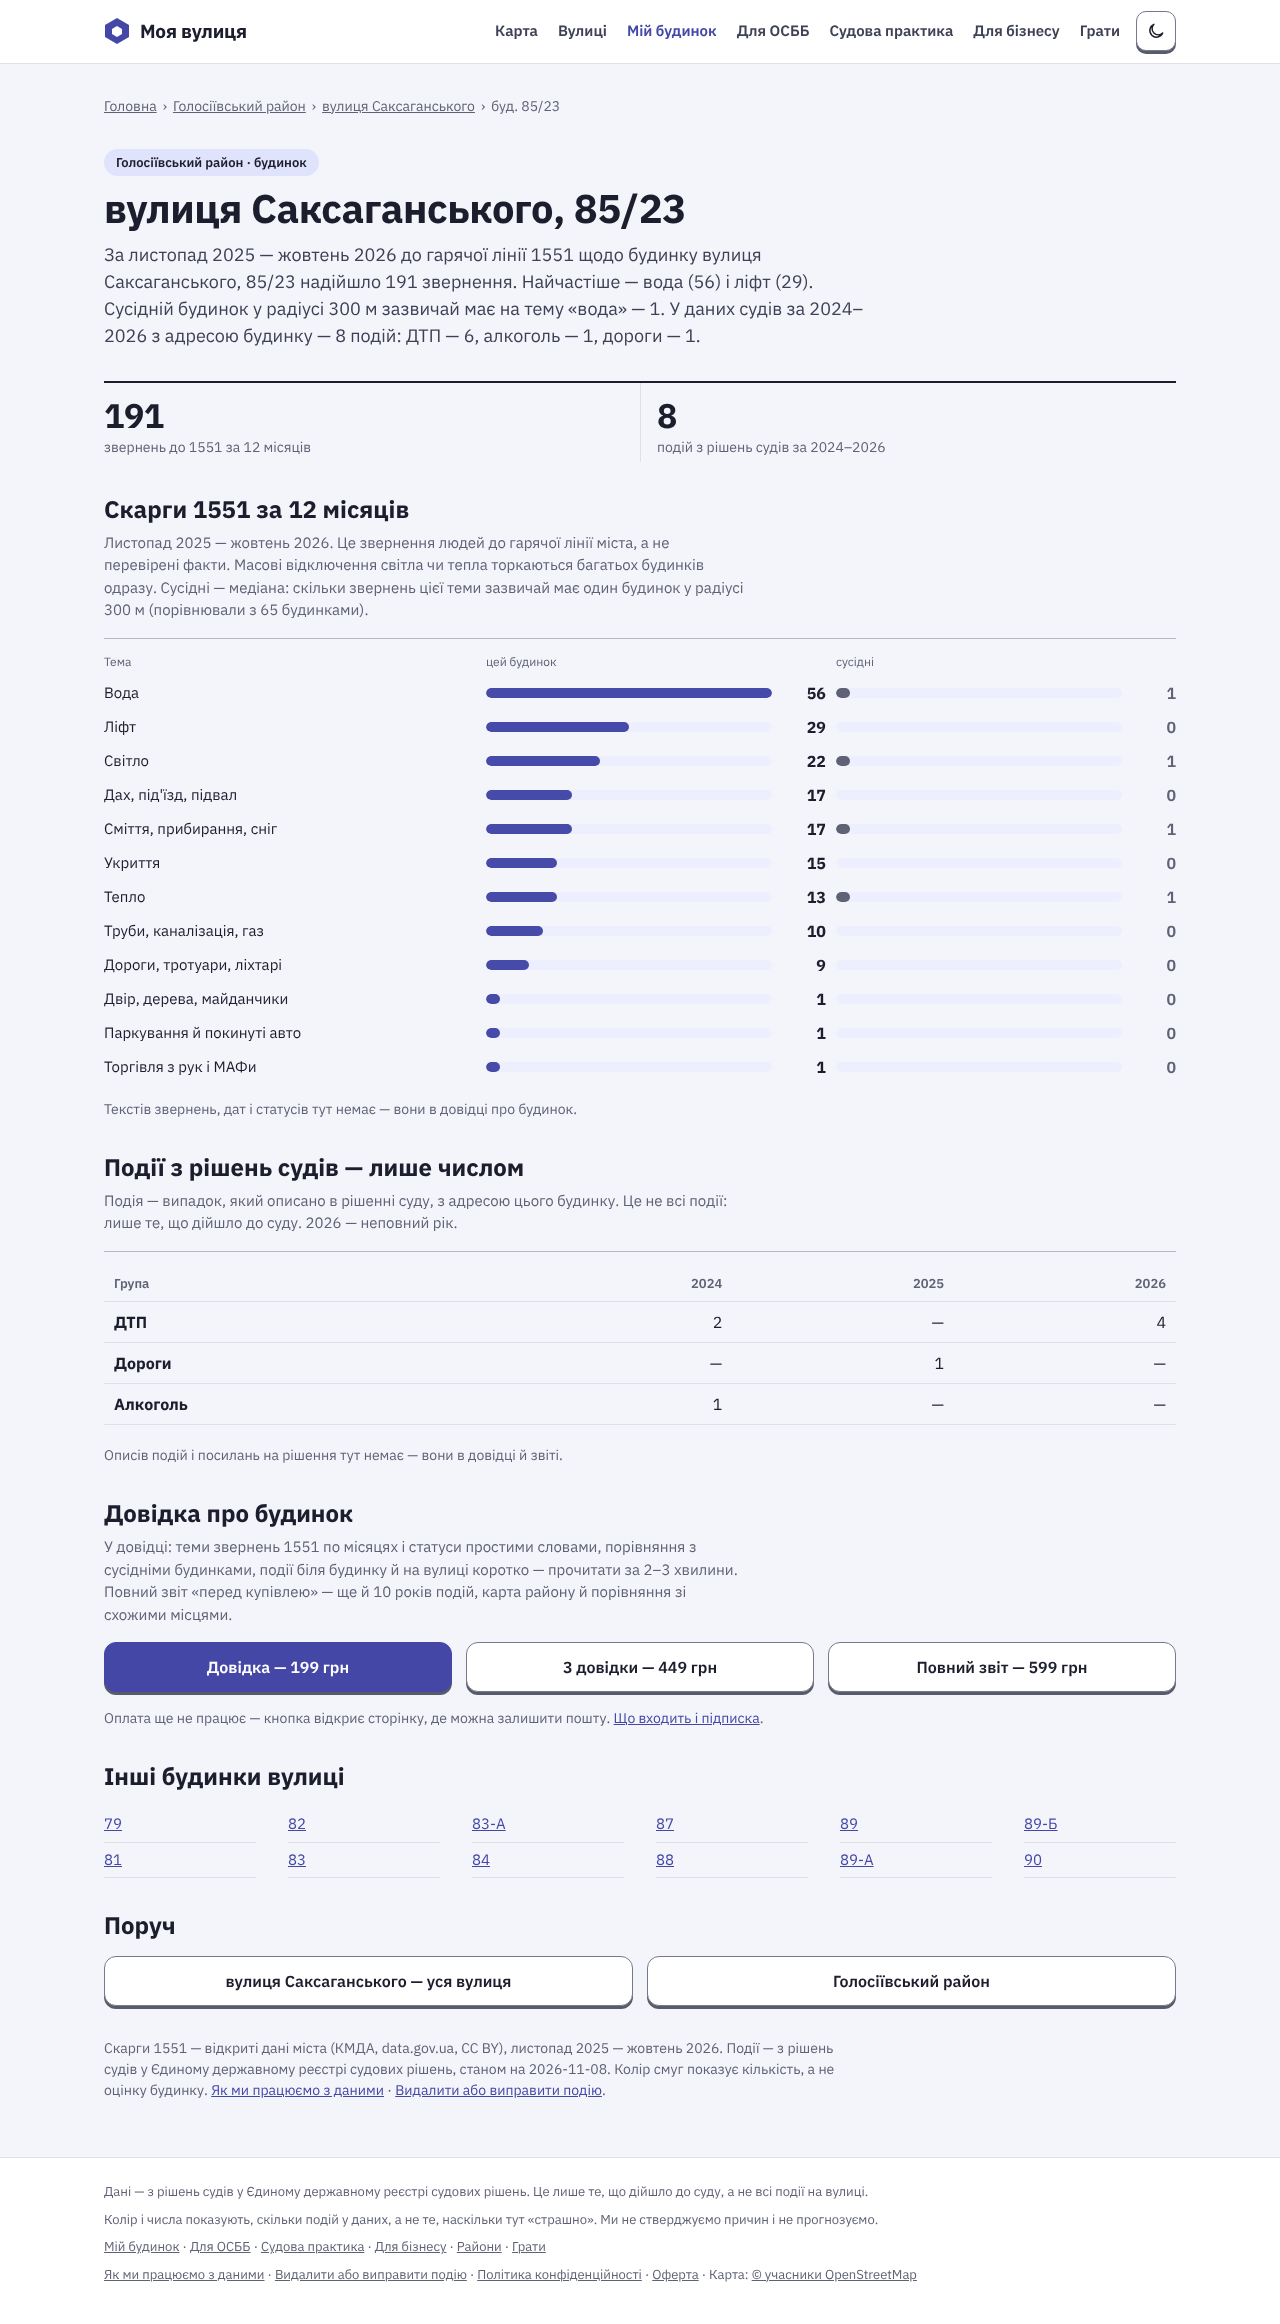 Моя вулиця
Карта Вулиці Мій будинок Для ОСББ Судова практика Для бізнесу Грати
Головна › Голосіївський район › вулиця Саксаганського › буд. 85/23
Голосіївський район · будинок
вулиця Саксаганського, 85/23
За листопад 2025 — жовтень 2026 до гарячої лінії 1551 щодо будинку вулиця
Саксаганського, 85/23 надійшло 191 звернення. Найчастіше — вода (56) і ліфт (29).
Сусідній будинок у радіусі 300 м зазвичай має на тему «вода» — 1. У даних судів за 2024–
2026 з адресою будинку — 8 подій: ДТП — 6, алкоголь — 1, дороги — 1.
191
звернень до 1551 за 12 місяців
8
подій з рішень судів за 2024–2026
Скарги 1551 за 12 місяців
Листопад 2025 — жовтень 2026. Це звернення людей до гарячої лінії міста, а не
перевірені факти. Масові відключення світла чи тепла торкаються багатьох будинків
одразу. Сусідні — медіана: скільки звернень цієї теми зазвичай має один будинок у радіусі
300 м (порівнювали з 65 будинками).
Тема цей будинок сусідні
Вода 56 1
Ліфт 29 0
Світло 22 1
Дах, під'їзд, підвал 17 0
Сміття, прибирання, сніг 17 1
Укриття 15 0
Тепло 13 1
Труби, каналізація, газ 10 0
Дороги, тротуари, ліхтарі 9 0
Двір, дерева, майданчики 1 0
Паркування й покинуті авто 1 0
Торгівля з рук і МАФи 1 0
Текстів звернень, дат і статусів тут немає — вони в довідці про будинок.
Події з рішень судів — лише числом
Подія — випадок, який описано в рішенні суду, з адресою цього будинку. Це не всі події:
лише те, що дійшло до суду. 2026 — неповний рік.
Група 2024 2025 2026
ДТП 2 — 4
Дороги — 1 —
Алкоголь 1 — —
Описів подій і посилань на рішення тут немає — вони в довідці й звіті.
Довідка про будинок
У довідці: теми звернень 1551 по місяцях і статуси простими словами, порівняння з
сусідніми будинками, події біля будинку й на вулиці коротко — прочитати за 2–3 хвилини.
Повний звіт «перед купівлею» — ще й 10 років подій, карта району й порівняння зі
схожими місцями.
Довідка — 199 грн
3 довідки — 449 грн
Повний звіт — 599 грн
Оплата ще не працює — кнопка відкриє сторінку, де можна залишити пошту. Що входить і підписка.
Інші будинки вулиці
79 82 83-А 87 89 89-Б
81 83 84 88 89-А 90
Поруч
вулиця Саксаганського — уся вулиця
Голосіївський район
Скарги 1551 — відкриті дані міста (КМДА, data.gov.ua, CC BY), листопад 2025 — жовтень 2026. Події — з рішень
судів у Єдиному державному реєстрі судових рішень, станом на 2026-11-08. Колір смуг показує кількість, а не
оцінку будинку. Як ми працюємо з даними · Видалити або виправити подію.
Дані — з рішень судів у Єдиному державному реєстрі судових рішень. Це лише те, що дійшло до суду, а не всі події на вулиці.
Колір і числа показують, скільки подій у даних, а не те, наскільки тут «страшно». Ми не стверджуємо причин і не прогнозуємо.
Мій будинок · Для ОСББ · Судова практика · Для бізнесу · Райони · Грати
Як ми працюємо з даними · Видалити або виправити подію · Політика конфіденційності · Оферта · Карта: © учасники OpenStreetMap